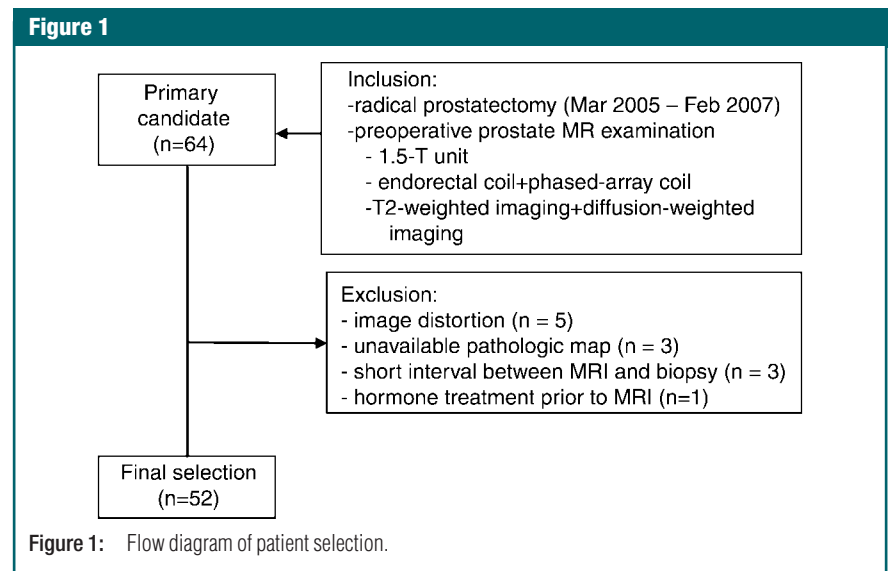 Figure 1
Primary
candidate
(n=64)
Inclusion:
-radical prostatectomy (Mar 2005 – Feb 2007)
-preoperative prostate MR examination
- 1.5-T unit
- endorectal coil+phased-array coil
-T2-weighted imaging+diffusion-weighted
imaging
Exclusion:
- image distortion (n = 5)
- unavailable pathologic map (n = 3)
- short interval between MRI and biopsy (n = 3)
- hormone treatment prior to MRI (n=1)
Final selection
(n=52)
Figure 1: Flow diagram of patient selection.